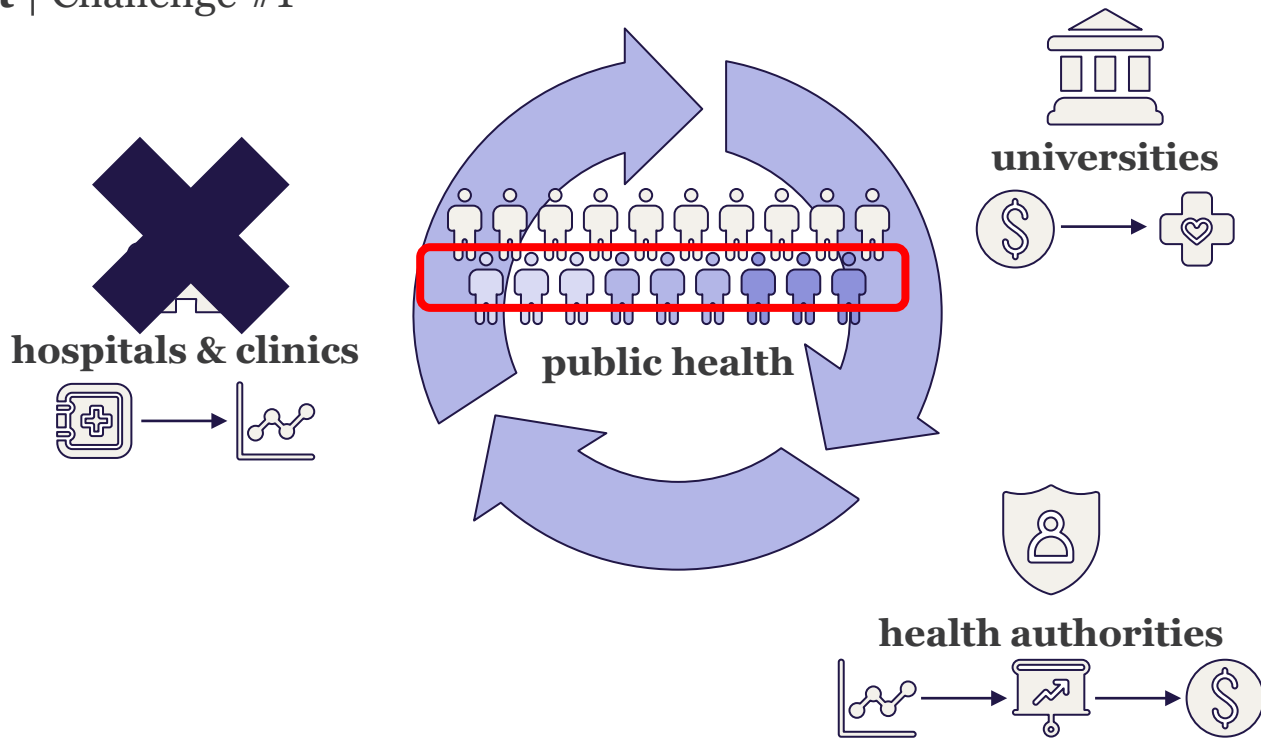 t | Challenge #1
universities
hospitals & clinics
public health
health authorities